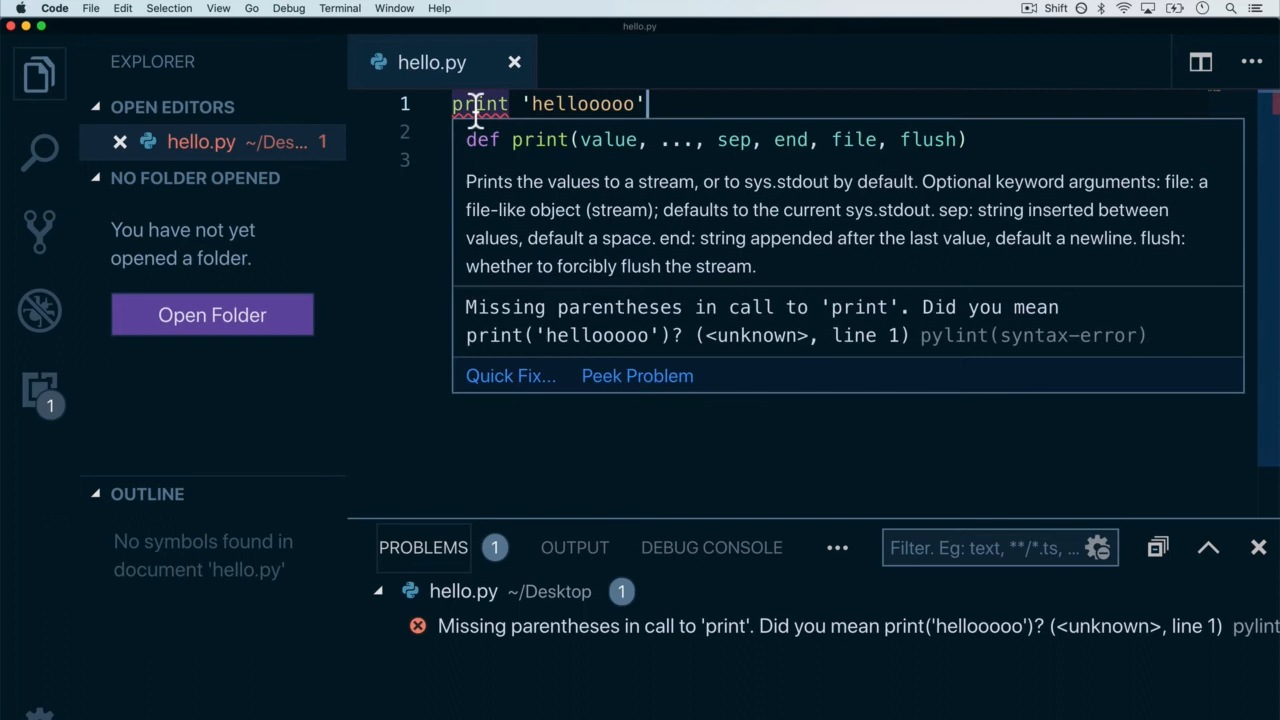 Code File Edit Selection View Go Debug Terminal Window Help Shift
hello.py
EXPLORER
OPEN EDITORS
hello.py ~/Des... 1
NO FOLDER OPENED
You have not yet
opened a folder.
Open Folder
1
OUTLINE
No symbols found in
document 'hello.py'
hello.py
1 print 'hellooooo'
2
3
def print(value, ..., sep, end, file, flush)
Prints the values to a stream, or to sys.stdout by default. Optional keyword arguments: file: a
file-like object (stream); defaults to the current sys.stdout. sep: string inserted between
values, default a space. end: string appended after the last value, default a newline. flush:
whether to forcibly flush the stream.
Missing parentheses in call to 'print'. Did you mean
print('hellooooo')? (<unknown>, line 1) pylint(syntax-error)
Quick Fix... Peek Problem
PROBLEMS 1 OUTPUT DEBUG CONSOLE ... Filter. Eg: text, **/*.ts, ...
hello.py ~/Desktop 1
Missing parentheses in call to 'print'. Did you mean print('hellooooo')? (<unknown>, line 1) pylint